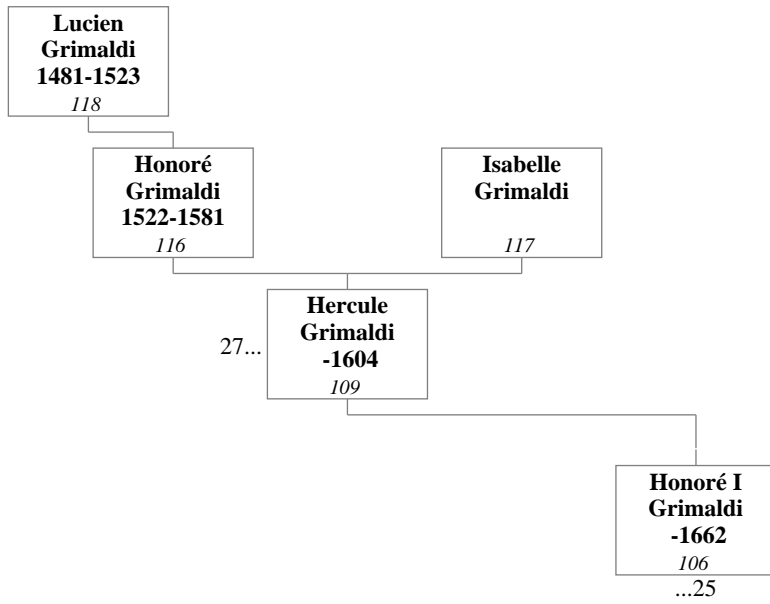 Lucien
Grimaldi
1481-1523
118
Honoré
Grimaldi
1522-1581
116
Isabelle
Grimaldi
117
27...
Hercule
Grimaldi
-1604
109
Honoré I
Grimaldi
-1662
106
...25